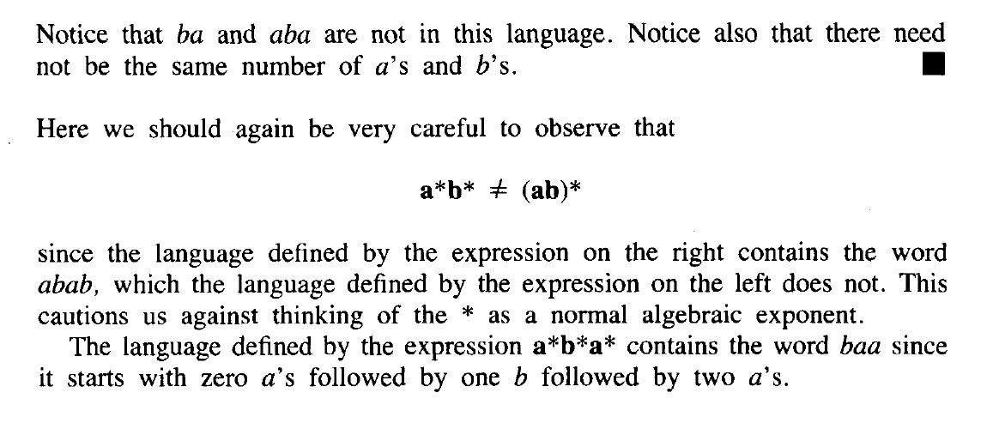 Notice that ba and aba are not in this language. Notice also that there need
not be the same number of a's and b's. ■
Here we should again be very careful to observe that
a*b* ≠ (ab)*
since the language defined by the expression on the right contains the word
abab, which the language defined by the expression on the left does not. This
cautions us against thinking of the * as a normal algebraic exponent.
The language defined by the expression a*b*a* contains the word baa since
it starts with zero a's followed by one b followed by two a's.